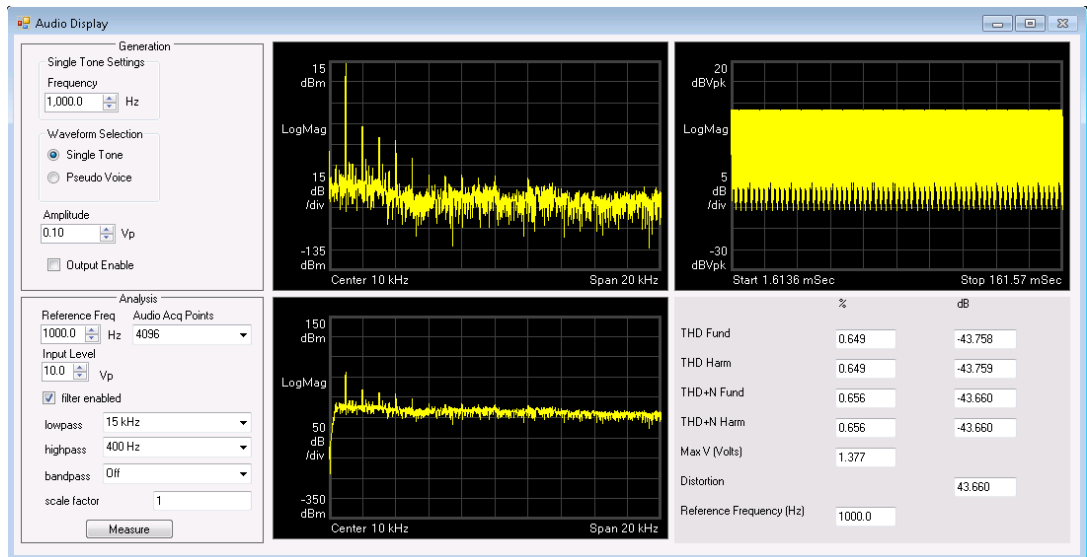 Audio Display
Generation
Single Tone Settings
Frequency
1,000.0 Hz
Waveform Selection
Single Tone
Pseudo Voice
Amplitude
0.10 Vp
Output Enable
15
dBm
LogMag
15
dB
/div
-135
dBm
Center 10 kHz Span 20 kHz
20
dBVpk
LogMag
5
dB
/div
-30
dBVpk
Start 1.6136 mSec Stop 161.57 mSec
Analysis
Reference Freq Audio Acq Points
1000.0 Hz 4096
Input Level
10.0 Vp
filter enabled
lowpass 15 kHz
highpass 400 Hz
bandpass Off
scale factor 1
Measure
150
dBm
LogMag
50
dB
/div
-350
dBm
Center 10 kHz Span 20 kHz
% dB
THD Fund 0.649 -43.758
THD Harm 0.649 -43.759
THD+N Fund 0.656 -43.660
THD+N Harm 0.656 -43.660
Max V (Volts) 1.377
Distortion 43.660
Reference Frequency (Hz) 1000.0